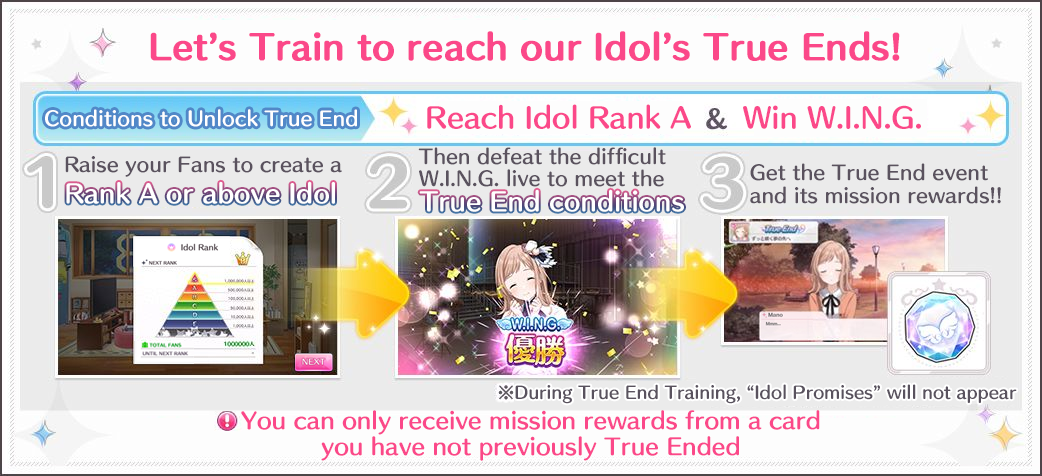 Let's Train to reach our Idol's True Ends!
Conditions to Unlock True End
Reach Idol Rank A & Win W.I.N.G.
1
Raise your Fans to create a
Rank A or above Idol
2
Then defeat the difficult
W.I.N.G. live to meet the
True End conditions
3
Get the True End event
and its mission rewards!!
Idol Rank
NEXT RANK
1,000,000人以上
500,000人以上
100,000人以上
50,000人以上
10,000人以上
1,000人以上
TOTAL FANS 1000000人
UNTIL NEXT RANK
NEXT
W.I.N.G.
優勝
True End
ずっと咲く夢の先へ
Mano
Mmm...
※During True End Training, “Idol Promises” will not appear
You can only receive mission rewards from a card
you have not previously True Ended